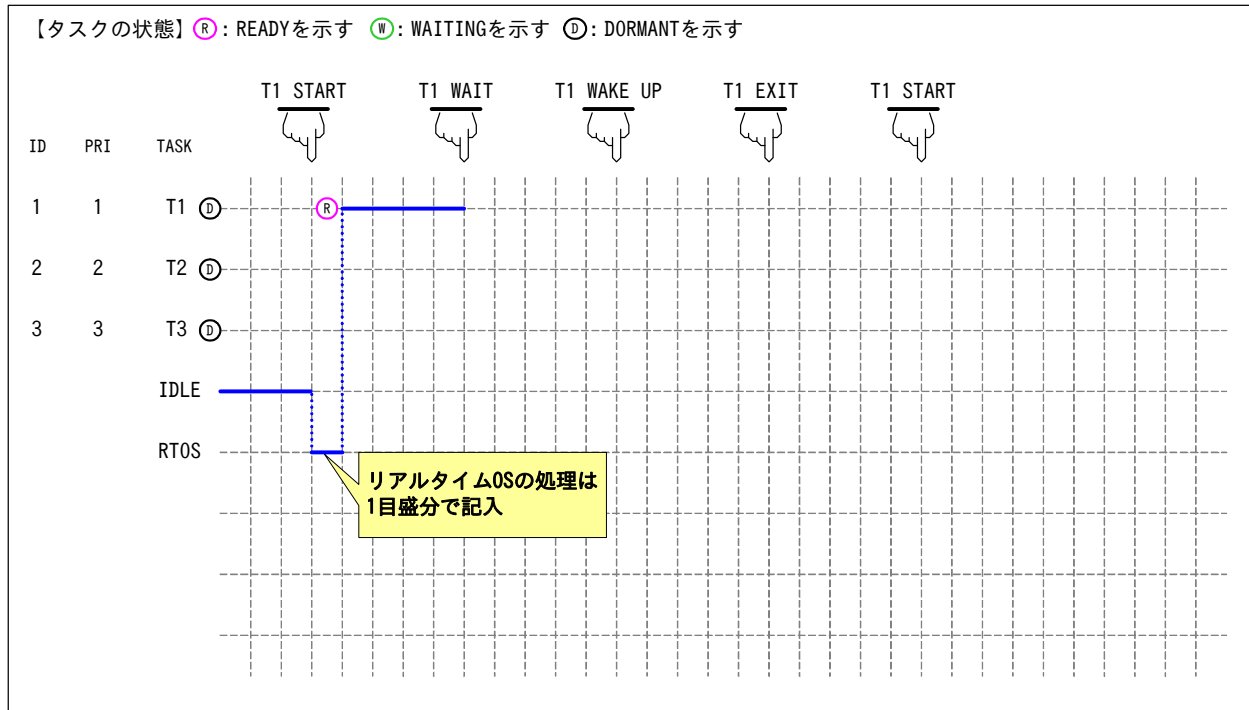 【タスクの状態】Ⓡ：READYを示す Ⓦ：WAITINGを示す Ⓓ：DORMANTを示す
T1 START T1 WAIT T1 WAKE UP T1 EXIT T1 START
ID PRI TASK
1 1 T1 Ⓓ Ⓡ
2 2 T2 Ⓓ
3 3 T3 Ⓓ
IDLE
RTOS
リアルタイムOSの処理は
1目盛分で記入